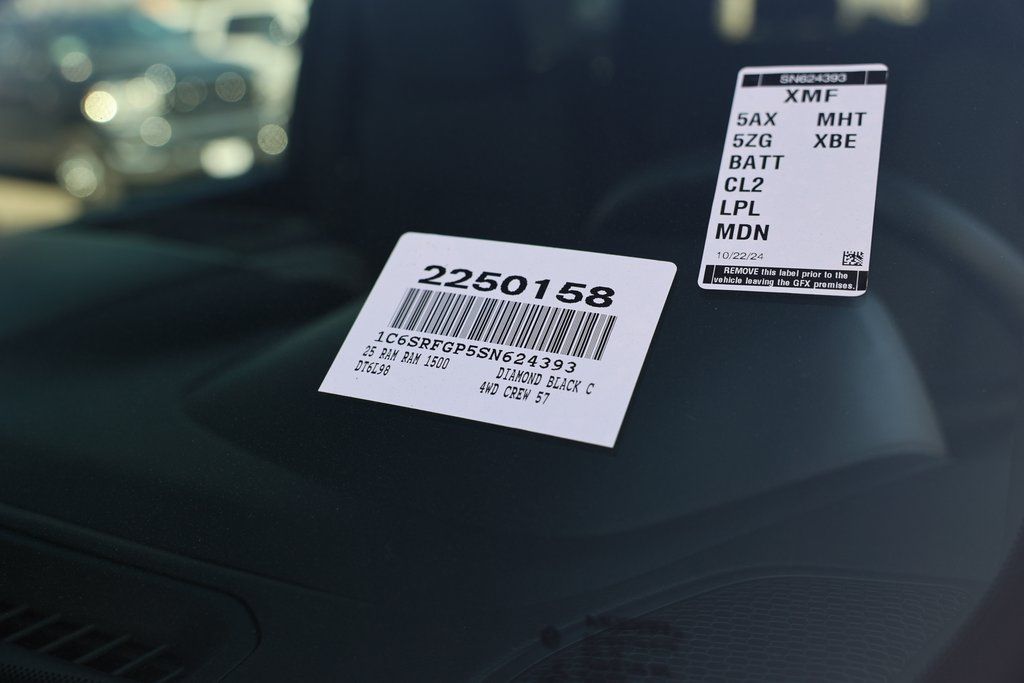 2250158
1C6SRFGP5SN624393
25 RAM RAM 1500 DIAMOND BLACK C
DT6L98 4WD CREW 57
SN624393
XMF
5AX MHT
5ZG XBE
BATT
CL2
LPL
MDN
10/22/24
REMOVE this label prior to the
vehicle leaving the GFX premises.